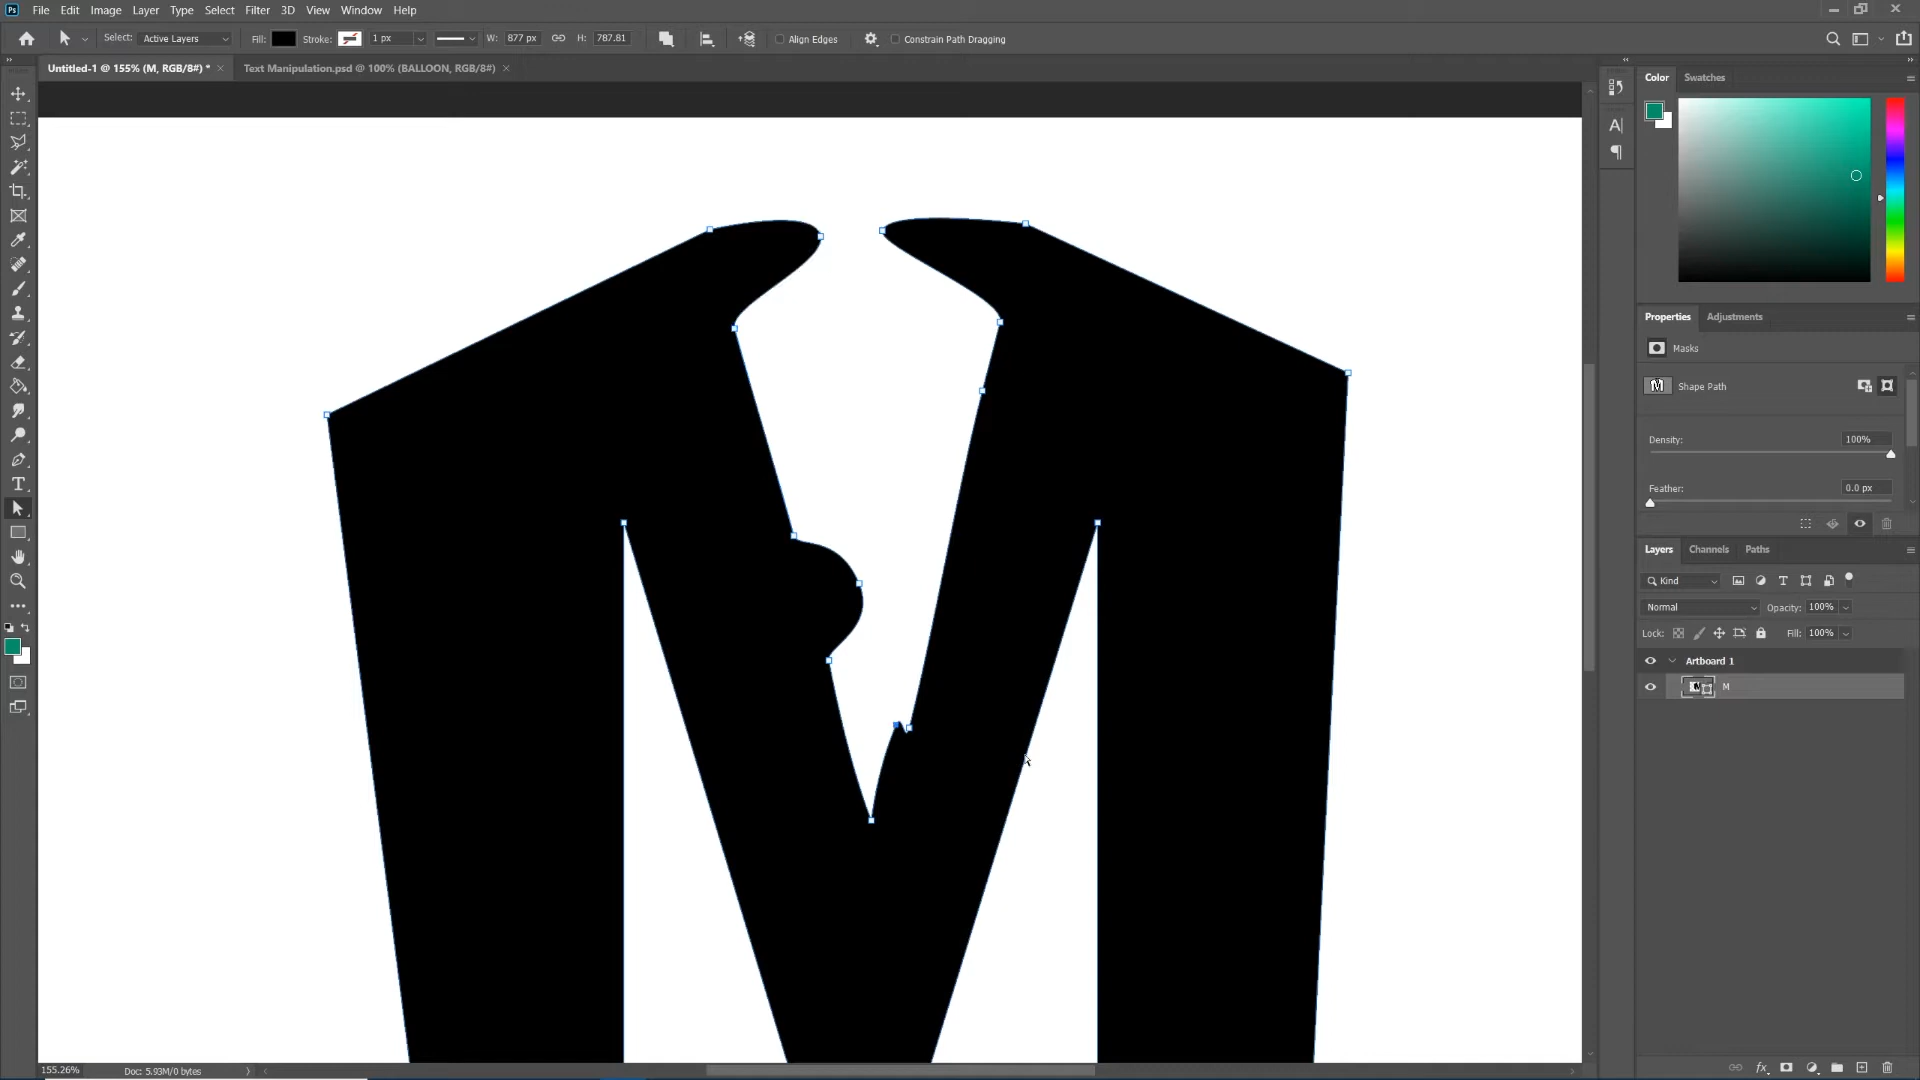 Ps File Edit Image Layer Type Select Filter 3D View Window Help
Select: Active Layers Fill: Stroke: 1 px W: 877 px H: 787.81 Align Edges Constrain Path Dragging
Untitled-1 @ 155% (M, RGB/8#) * Text Manipulation.psd @ 100% (BALLOON, RGB/8#)
Color Swatches
Properties Adjustments
Masks
M Shape Path
Density: 100%
Feather: 0.0 px
Layers Channels Paths
Kind
Normal Opacity: 100%
Lock: Fill: 100%
Artboard 1
M
155.26% Doc: 5.93M/0 bytes